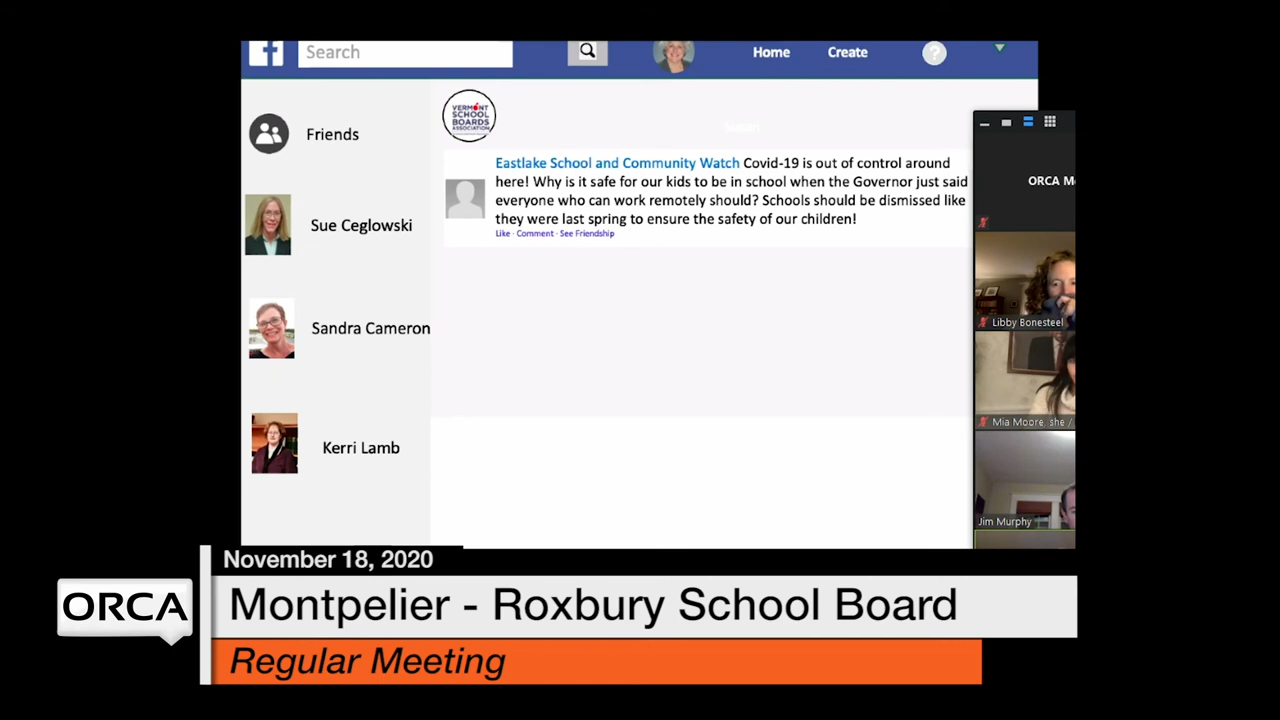 Search
Home
Create
?
VERMONT
SCHOOL
BOARDS
ASSOCIATION
Friends
Eastlake School and Community Watch Covid-19 is out of control around
here! Why is it safe for our kids to be in school when the Governor just said
everyone who can work remotely should? Schools should be dismissed like
they were last spring to ensure the safety of our children!
Like · Comment · See Friendship
Sue Ceglowski
Sandra Cameron
Kerri Lamb
ORCA M
Libby Bonesteel
Mia Moore, she /
Jim Murphy
November 18, 2020
ORCA
Montpelier - Roxbury School Board
Regular Meeting